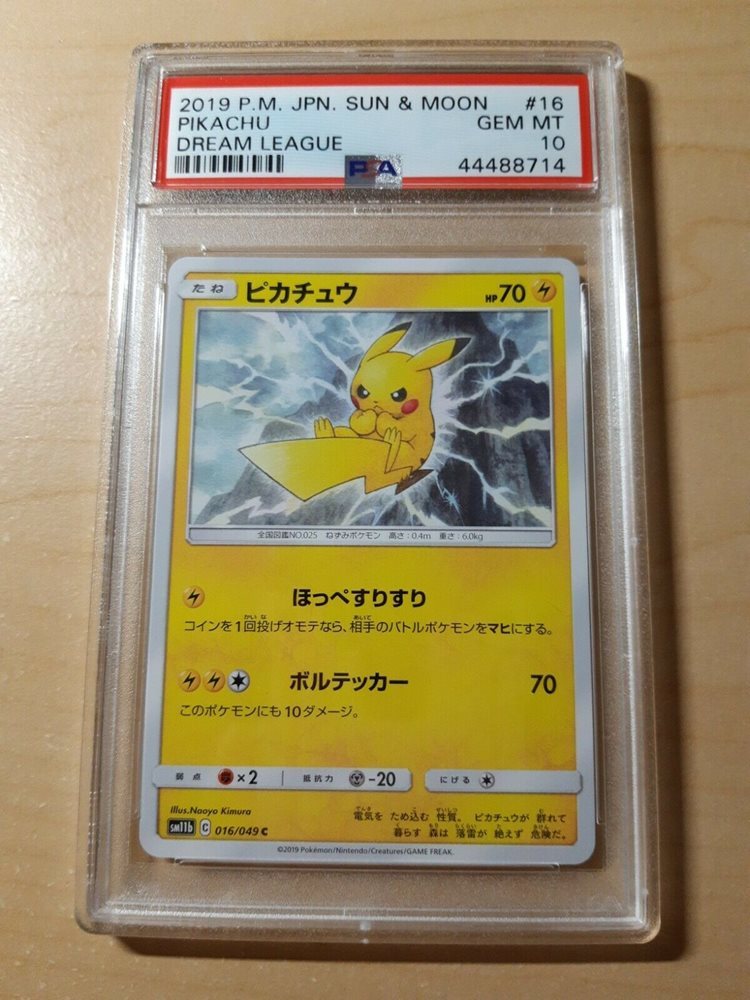 2019 P.M. JPN. SUN & MOON #16
PIKACHU GEM MT
DREAM LEAGUE 10
PSA 44488714
たね ピカチュウ HP70
全国図鑑NO.025 ねずみポケモン 高さ:0.4m 重さ:6.0kg
ほっぺすりすり
コインを1回投げオモテなら、相手のバトルポケモンをマヒにする。
ボルテッカー 70
このポケモンにも10ダメージ。
弱点 ×2 抵抗力 -20 にげる
Illus.Naoyo Kimura
電気を ため込む 性質。 ピカチュウが 群れて
暮らす 森は 落雷が 絶えず 危険だ。
sm11b C 016/049 C
©2019 Pokémon/Nintendo/Creatures/GAME FREAK.